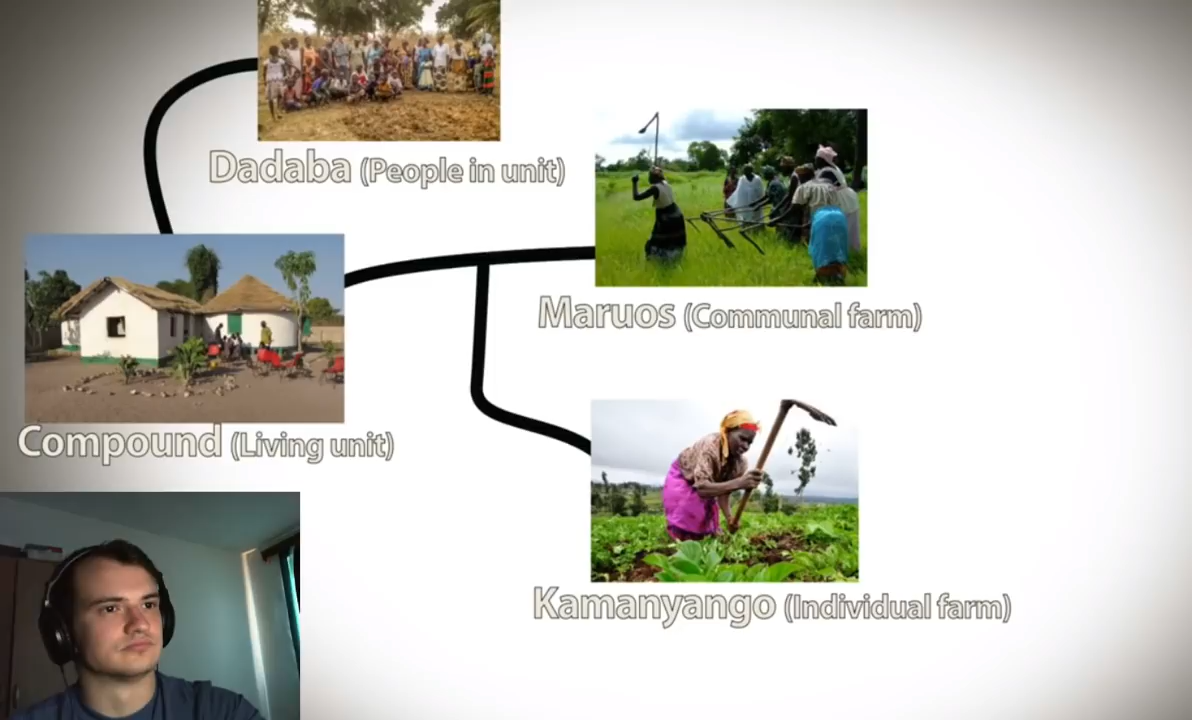 Dadaba (People in unit)
Maruos (Communal farm)
Compound (Living unit)
Kamanyango (Individual farm)